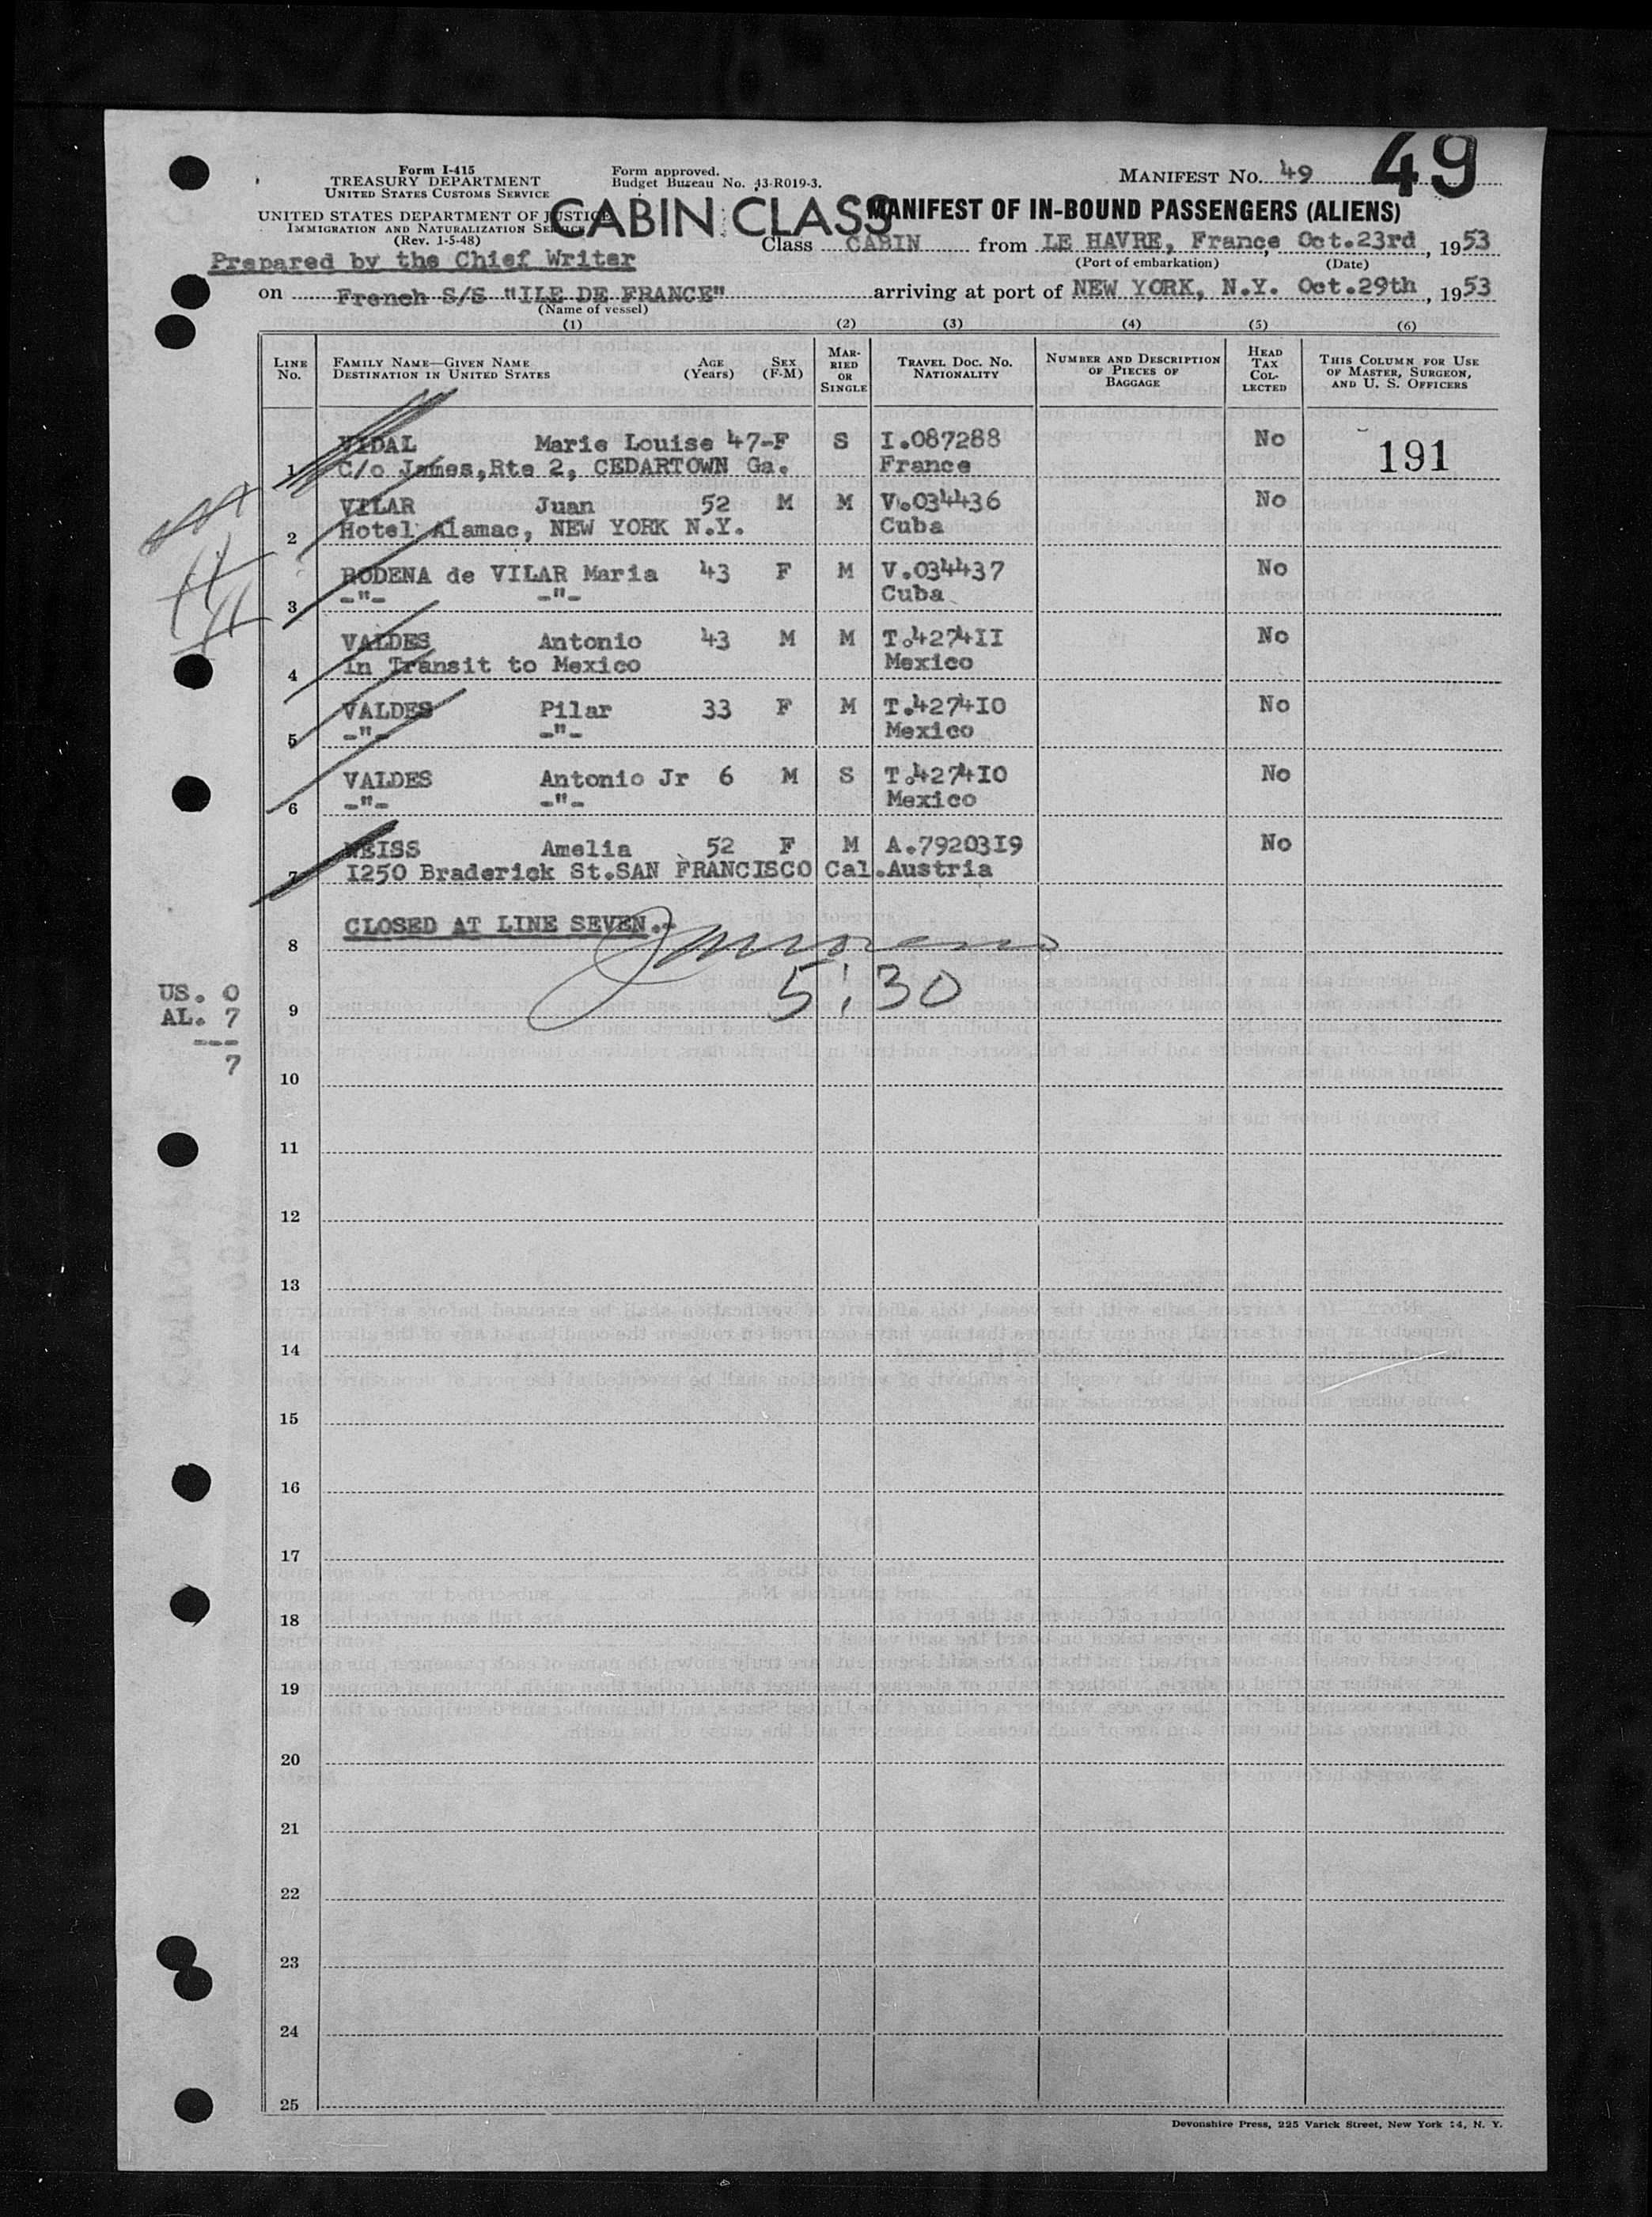 49
Form I-415
TREASURY DEPARTMENT
UNITED STATES CUSTOMS SERVICE
Form approved.
Budget Bureau No. 43-R019-3.
MANIFEST No. 49
UNITED STATES DEPARTMENT OF JUSTICE
IMMIGRATION AND NATURALIZATION SERVICE
(Rev. 1-5-48)
CABIN CLASS
MANIFEST OF IN-BOUND PASSENGERS (ALIENS)
Prepared by the Chief Writer
Class CABIN from LE HAVRE, France, Oct.23rd, 1953
(Port of embarkation) (Date)
on French S/S "ILE DE FRANCE" arriving at port of NEW YORK, N.Y. Oct.29th, 1953
(Name of vessel)
(1) (2) (3) (4) (5) (6)
LINE No. FAMILY NAME—GIVEN NAME DESTINATION IN UNITED STATES AGE (Years) SEX (F-M) MARRIED OR SINGLE TRAVEL DOC. NO. NATIONALITY NUMBER AND DESCRIPTION OF PIECES OF BAGGAGE HEAD TAX COLLECTED THIS COLUMN FOR USE OF MASTER, SURGEON, AND U. S. OFFICERS
VIDAL Marie Louise 47-F S I.087288 No 191
1 C/o James,Rte 2, CEDARTOWN Ga. France
VILAR Juan 52 M M V.034436 No
2 Hotel Alamac, NEW YORK N.Y. Cuba
RODENA de VILAR Maria 43 F M V.034437 No
3 -"- -"- Cuba
VALDES Antonio 43 M M T.4274II No
4 In Transit to Mexico Mexico
VALDES Pilar 33 F M T.4274I0 No
5 -"- -"- Mexico
VALDES Antonio Jr 6 M S T.4274I0 No
6 -"- -"- Mexico
WEISS Amelia 52 F M A.79203I9 No
7 I250 Braderick St.SAN FRANCISCO Cal.Austria
CLOSED AT LINE SEVEN.-
8
5:30
US. 0
9
AL. 7
---
7
10
11
12
13
14
15
16
17
18
19
20
21
22
23
24
25
Devonshire Press, 225 Varick Street, New York 14, N. Y.